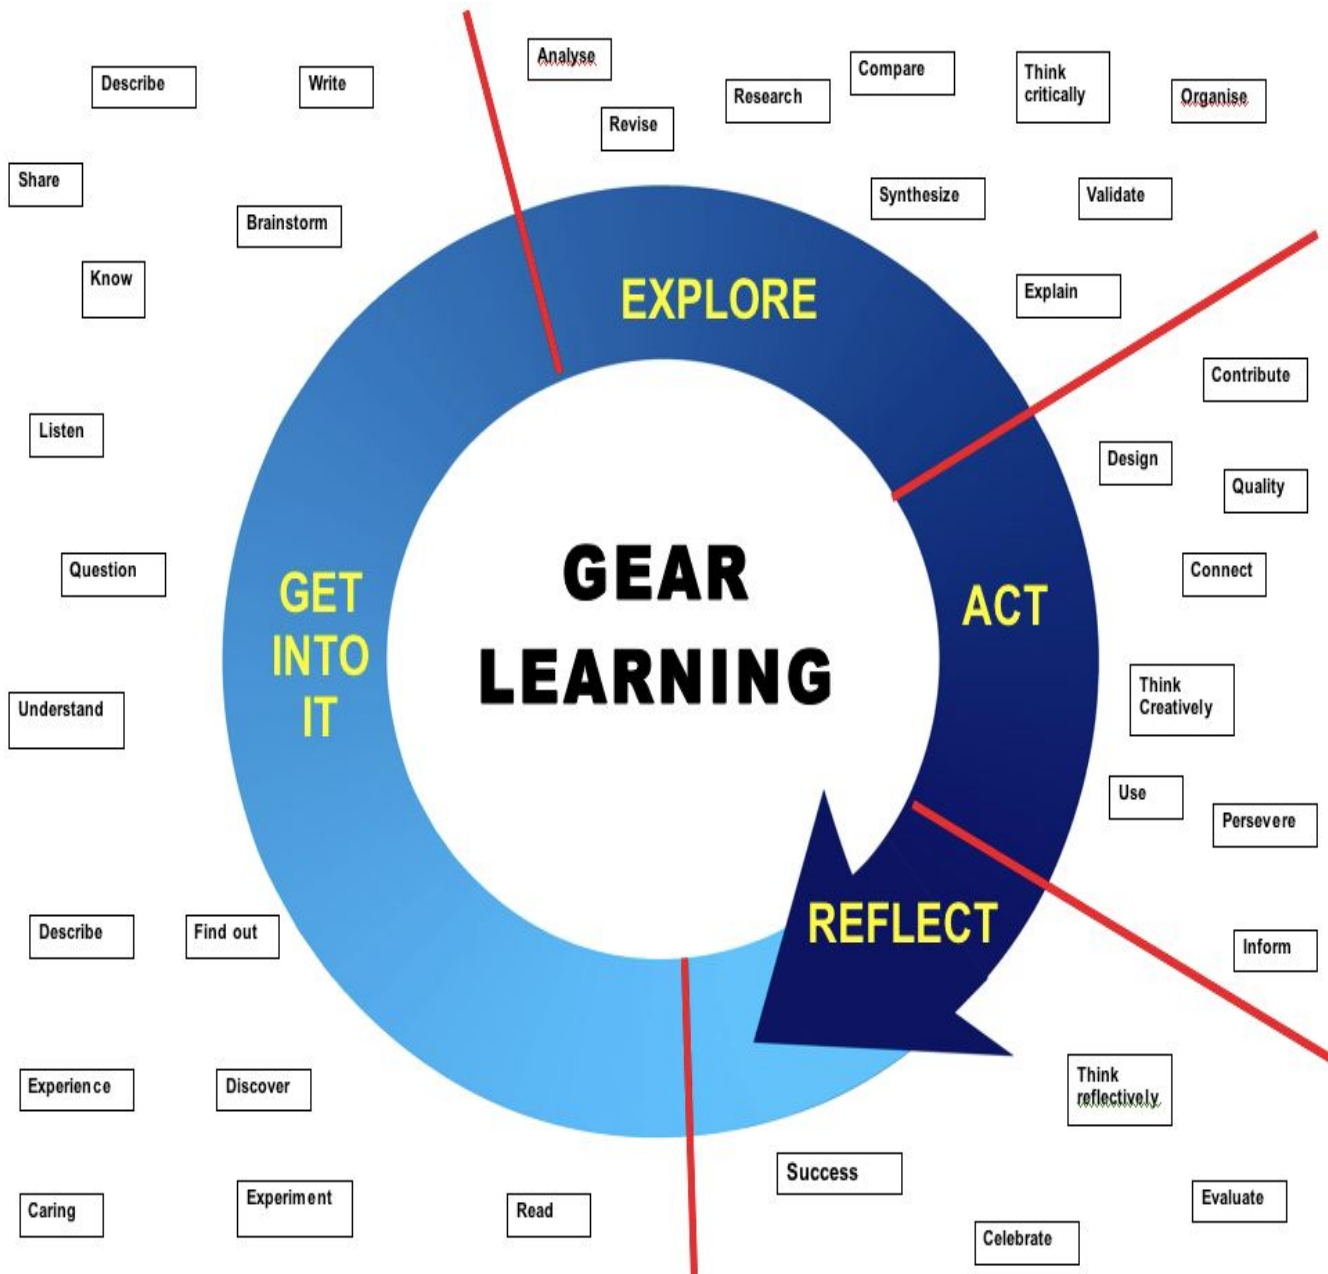 Describe
Write
Share
Brainstorm
Know
Listen
Question
Understand
Describe
Find out
Experience
Discover
Caring
Experiment
Read
Analyse
Revise
Research
Compare
Think
critically
Organise
Synthesize
Validate
Explain
Contribute
Design
Quality
Connect
Think
Creatively
Use
Persevere
Inform
Think
reflectively
Success
Evaluate
Celebrate
EXPLORE
ACT
REFLECT
GET
INTO
IT
GEAR
LEARNING